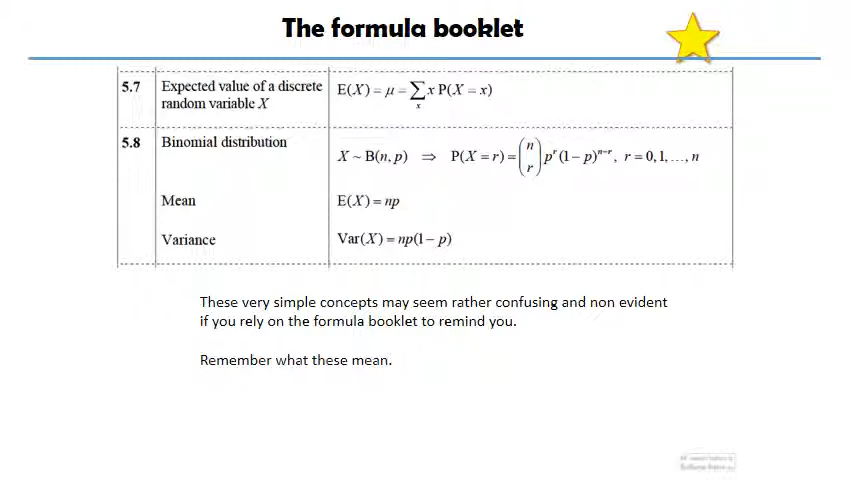 The formula booklet
5.7 Expected value of a discrete E(X) = μ = ∑ x P(X = x)
random variable X x
5.8 Binomial distribution
X ~ B(n, p) ⇒ P(X = r) = (n r) p^r (1 − p)^{n−r}, r = 0, 1, …, n
Mean E(X) = np
Variance Var(X) = np(1 − p)
These very simple concepts may seem rather confusing and non evident
if you rely on the formula booklet to remind you.
Remember what these mean.